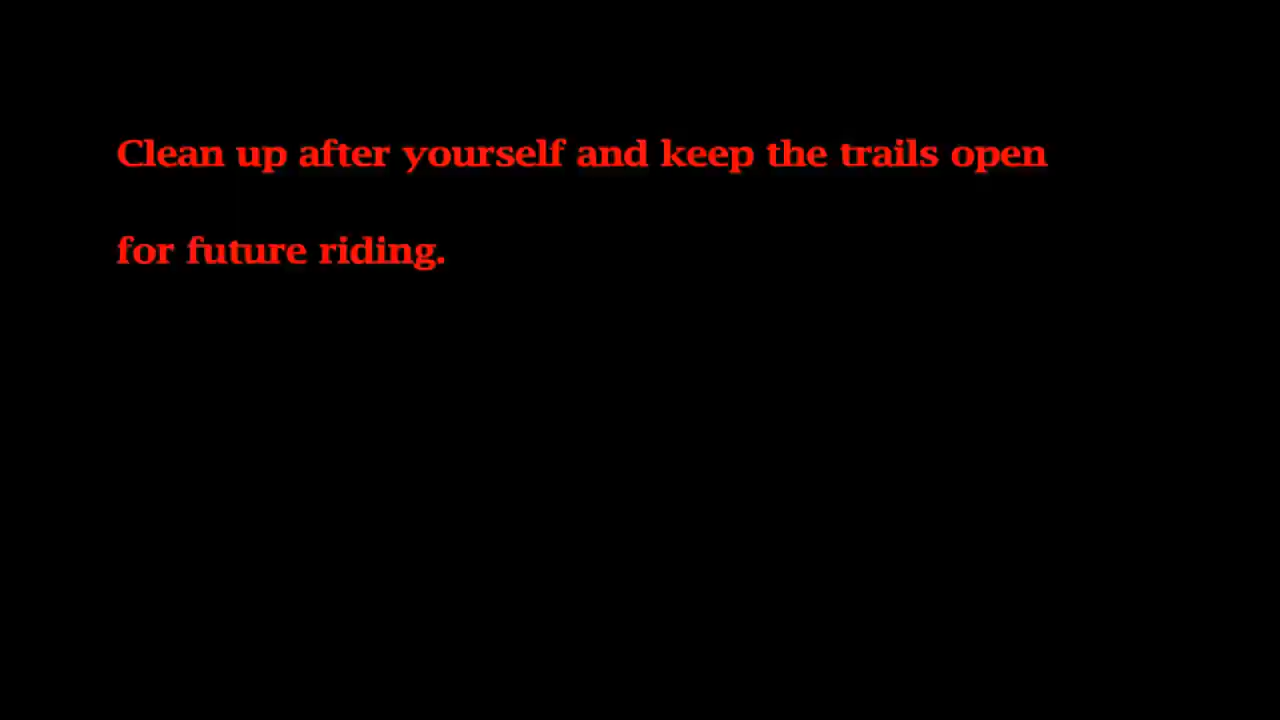 Clean up after yourself and keep the trails open
for future riding.